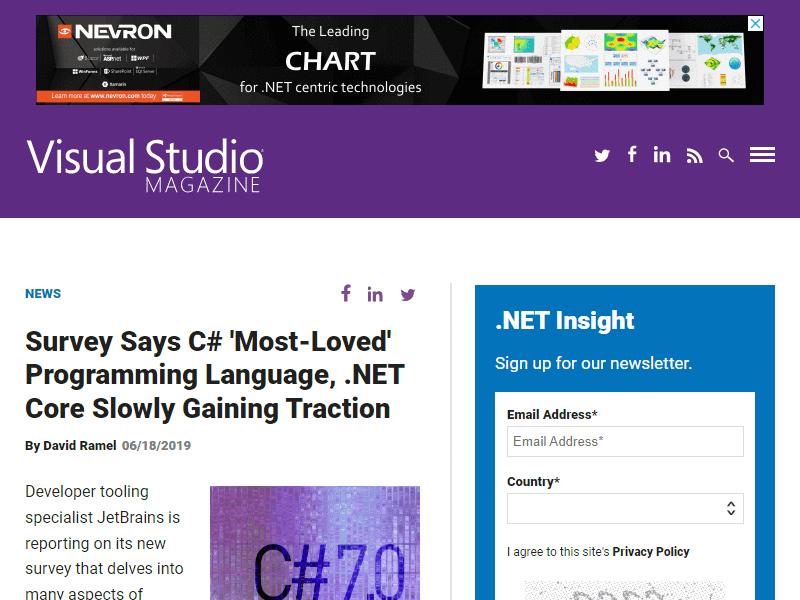 NEVRON
solutions available for
Blazor ASP.net WPF
WinForms SharePoint SQL Server
Xamarin
Learn more at www.nevron.com today
The Leading
CHART
for .NET centric technologies
Visual Studio
MAGAZINE
NEWS
Survey Says C# 'Most-Loved'
Programming Language, .NET
Core Slowly Gaining Traction
By David Ramel 06/18/2019
Developer tooling
specialist JetBrains is
reporting on its new
survey that delves into
many aspects of
C#7.0
.NET Insight
Sign up for our newsletter.
Email Address*
Email Address*
Country*
I agree to this site's Privacy Policy